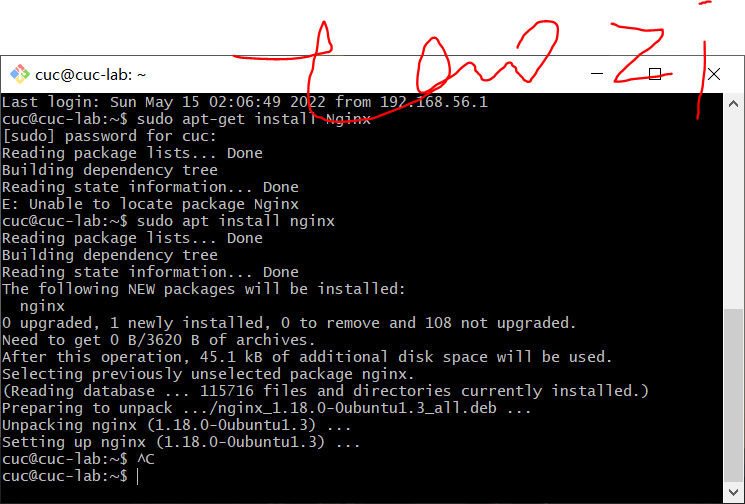 cuc@cuc-lab: ~
Last login: Sun May 15 02:06:49 2022 from 192.168.56.1
cuc@cuc-lab:~$ sudo apt-get install Nginx
[sudo] password for cuc:
Reading package lists... Done
Building dependency tree
Reading state information... Done
E: Unable to locate package Nginx
cuc@cuc-lab:~$ sudo apt install nginx
Reading package lists... Done
Building dependency tree
Reading state information... Done
The following NEW packages will be installed:
  nginx
0 upgraded, 1 newly installed, 0 to remove and 108 not upgraded.
Need to get 0 B/3620 B of archives.
After this operation, 45.1 kB of additional disk space will be used.
Selecting previously unselected package nginx.
(Reading database ... 115716 files and directories currently installed.)
Preparing to unpack .../nginx_1.18.0-0ubuntu1.3_all.deb ...
Unpacking nginx (1.18.0-0ubuntu1.3) ...
Setting up nginx (1.18.0-0ubuntu1.3) ...
cuc@cuc-lab:~$ ^C
cuc@cuc-lab:~$